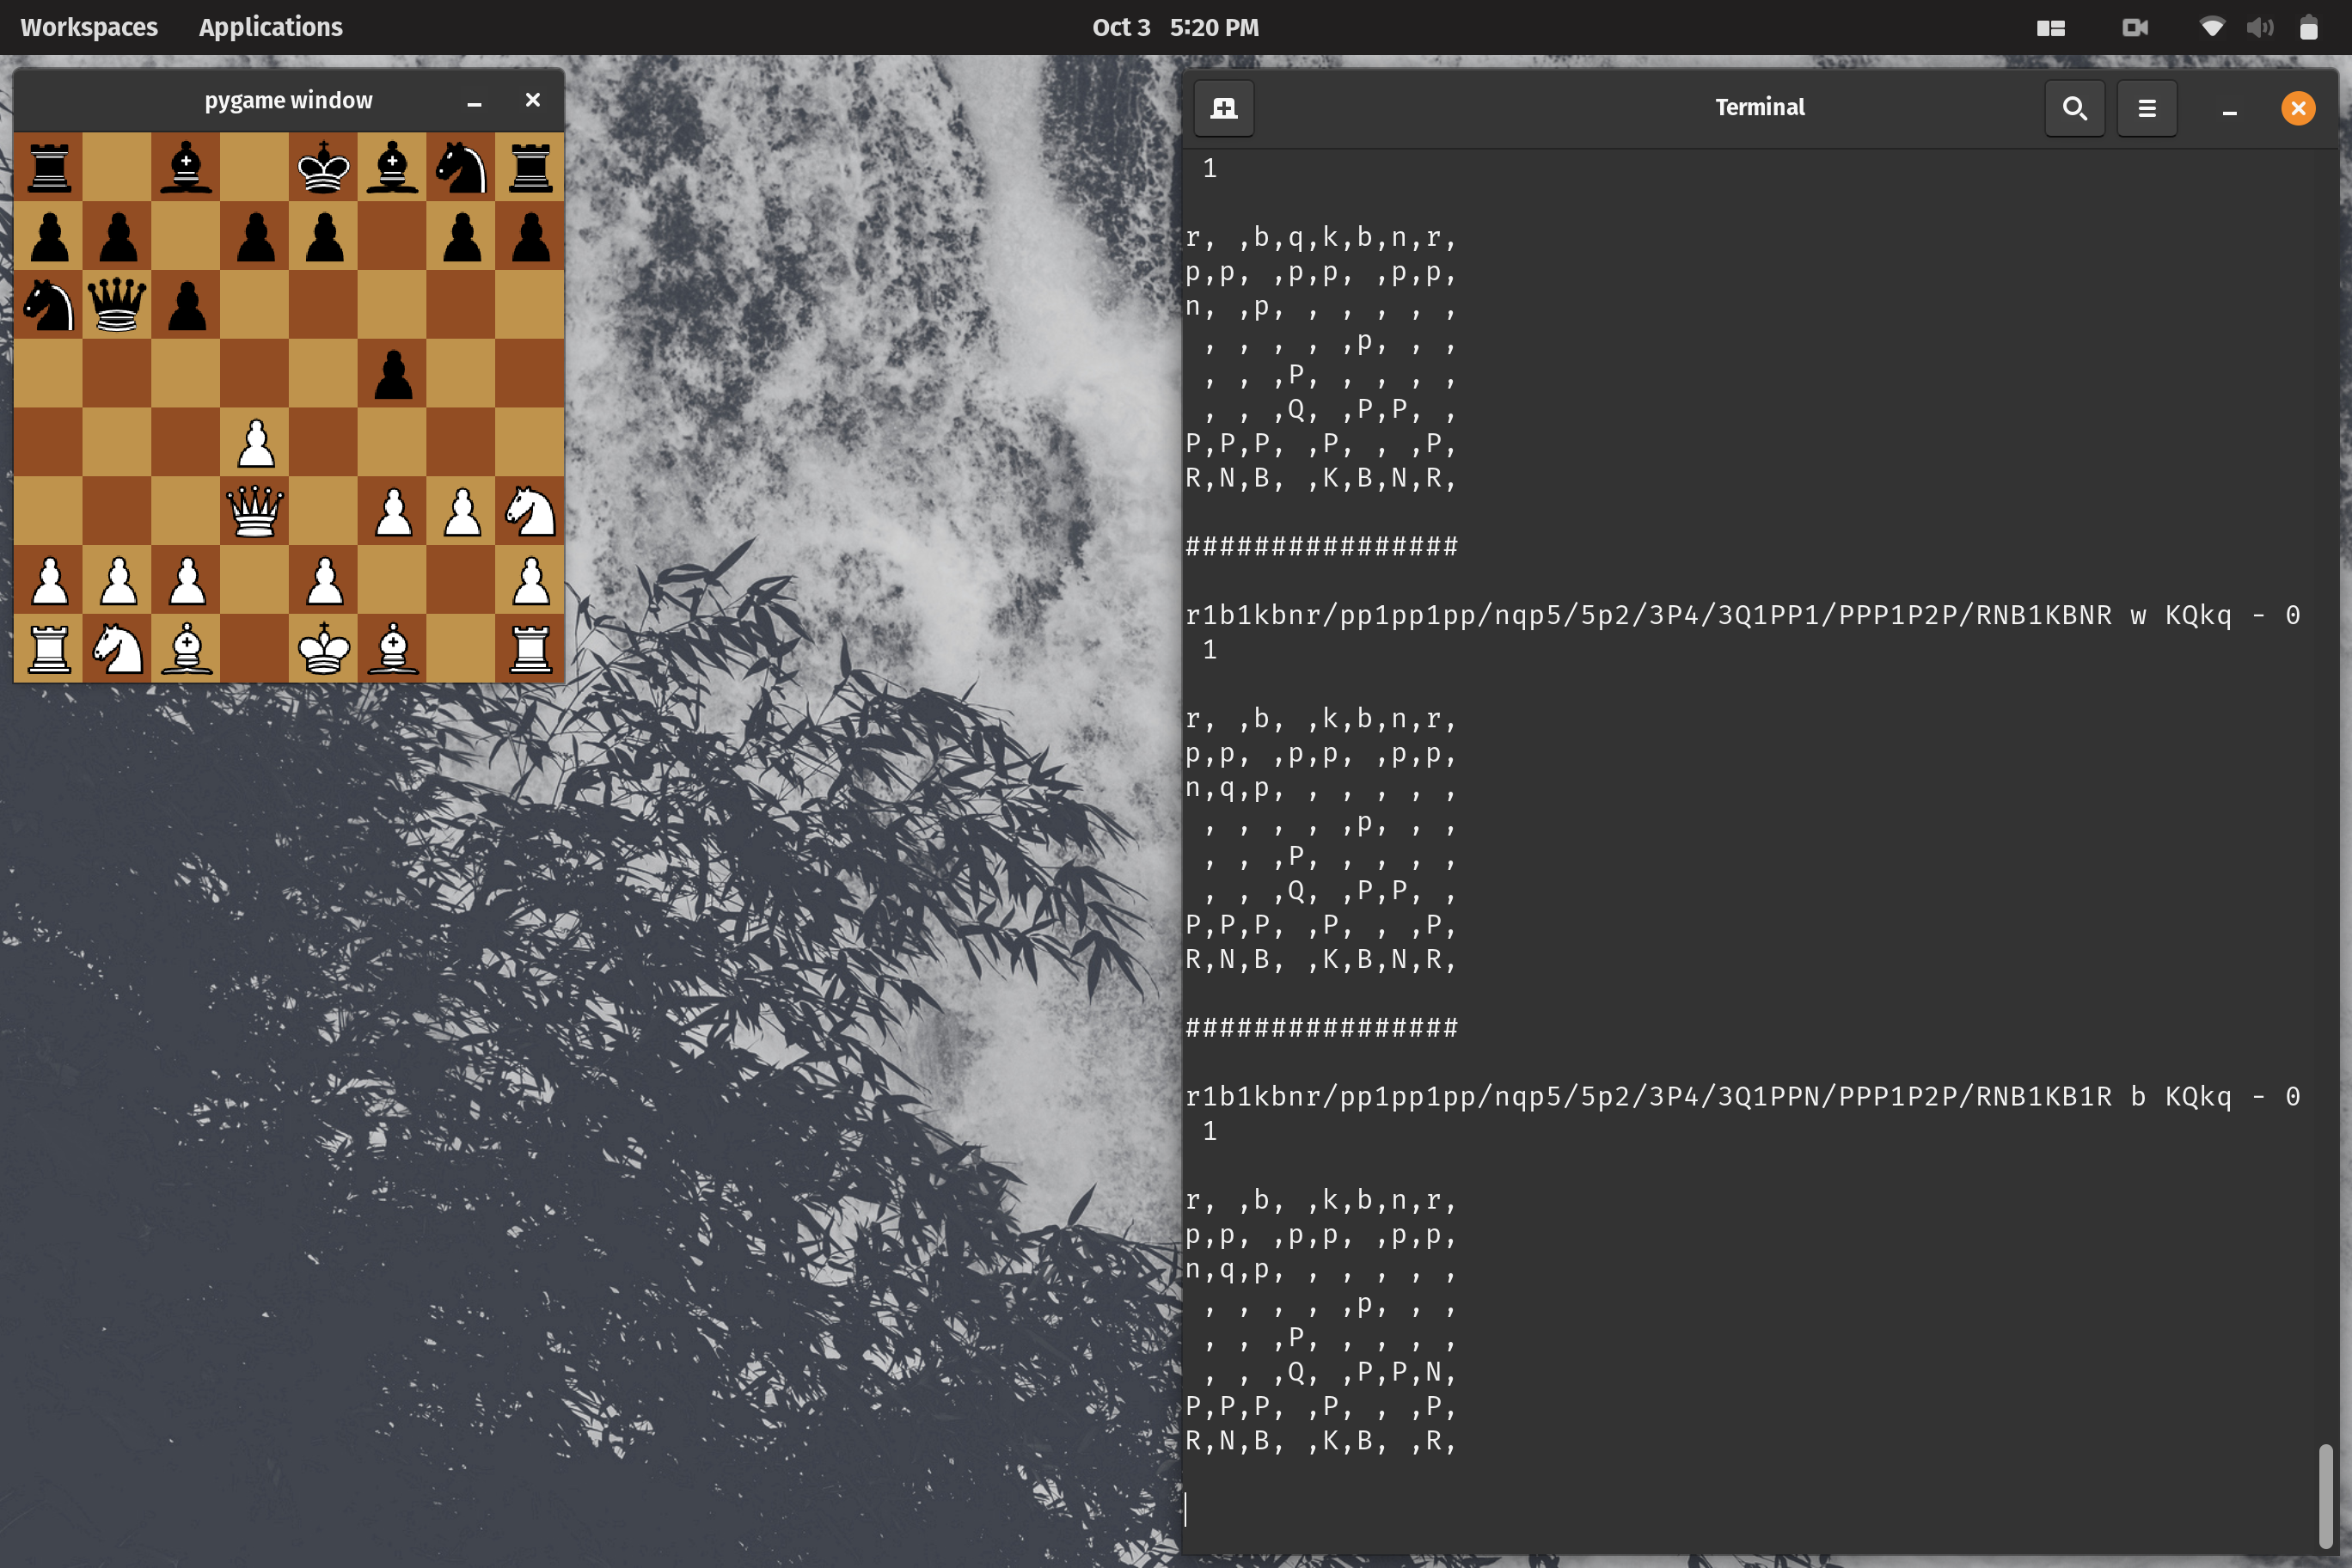 Workspaces Applications Oct 3 5:20 PM
pygame window
Terminal
1
r, ,b,q,k,b,n,r,
p,p, ,p,p, ,p,p,
n, ,p, , , , , ,
 , , , , ,p, , ,
 , , ,P, , , , ,
 , , ,Q, ,P,P, ,
P,P,P, ,P, , ,P,
R,N,B, ,K,B,N,R,
################
r1b1kbnr/pp1pp1pp/nqp5/5p2/3P4/3Q1PP1/PPP1P2P/RNB1KBNR w KQkq - 0
1
r, ,b, ,k,b,n,r,
p,p, ,p,p, ,p,p,
n,q,p, , , , , ,
 , , , , ,p, , ,
 , , ,P, , , , ,
 , , ,Q, ,P,P, ,
P,P,P, ,P, , ,P,
R,N,B, ,K,B,N,R,
################
r1b1kbnr/pp1pp1pp/nqp5/5p2/3P4/3Q1PPN/PPP1P2P/RNB1KB1R b KQkq - 0
1
r, ,b, ,k,b,n,r,
p,p, ,p,p, ,p,p,
n,q,p, , , , , ,
 , , , , ,p, , ,
 , , ,P, , , , ,
 , , ,Q, ,P,P,N,
P,P,P, ,P, , ,P,
R,N,B, ,K,B, ,R,